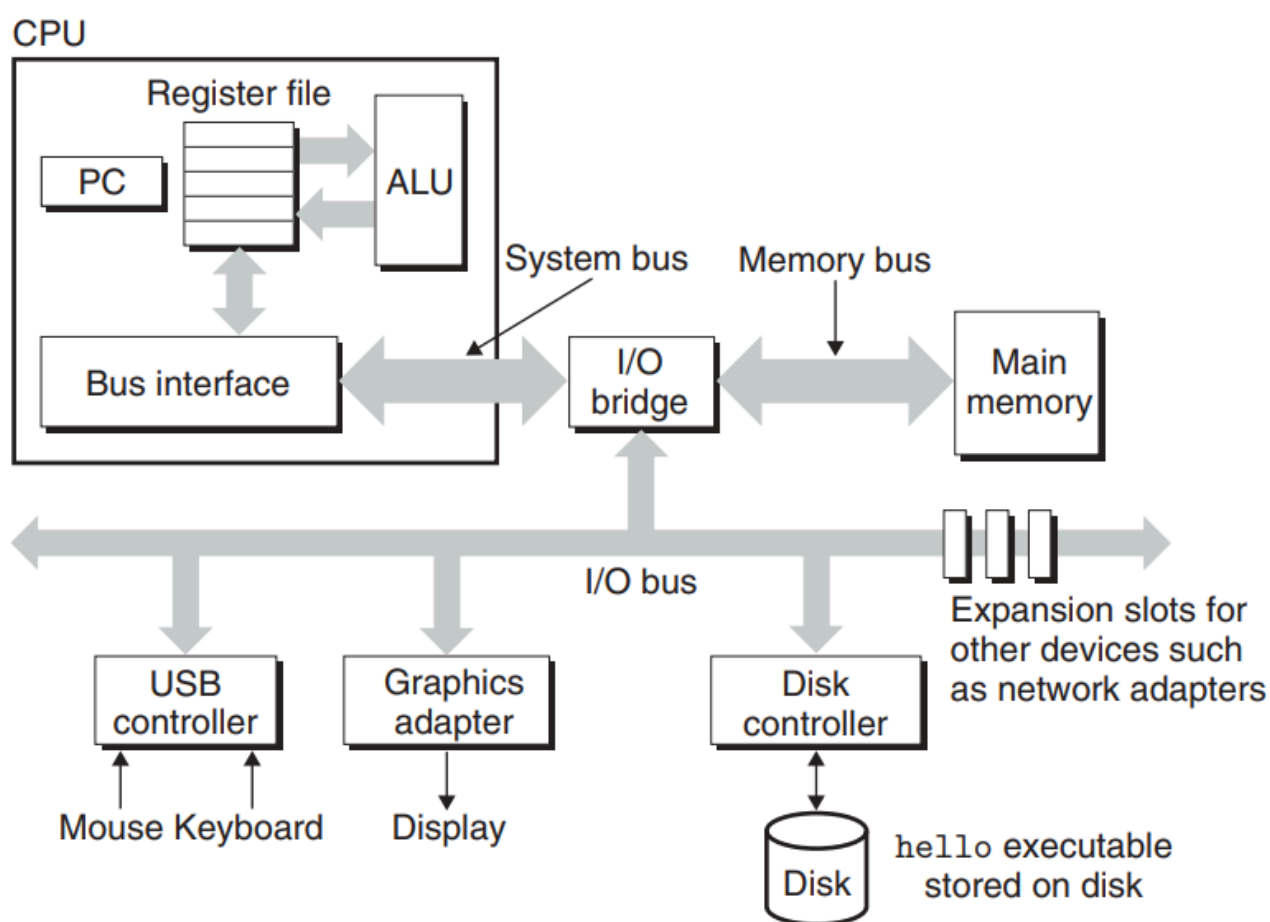 CPU
Register file
PC
ALU
System bus
Memory bus
Bus interface
I/O
bridge
Main
memory
I/O bus
Expansion slots for
other devices such
as network adapters
USB
controller
Graphics
adapter
Disk
controller
Mouse Keyboard
Display
Disk
hello executable
stored on disk